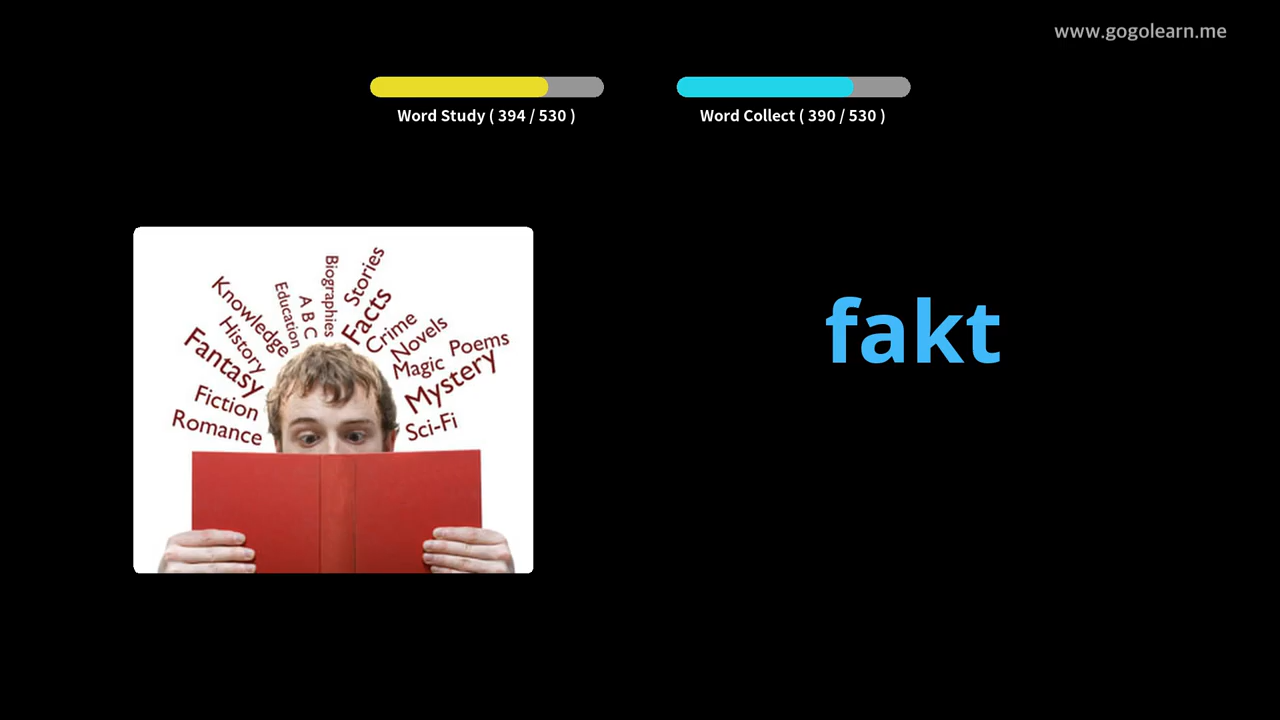 www.gogolearn.me
Word Study ( 394 / 530 )
Word Collect ( 390 / 530 )
Romance
Fiction
Fantasy
History
Knowledge
Education
A B C
Biographies
Stories
Facts
Crime
Novels
Magic
Poems
Mystery
Sci-Fi
fakt